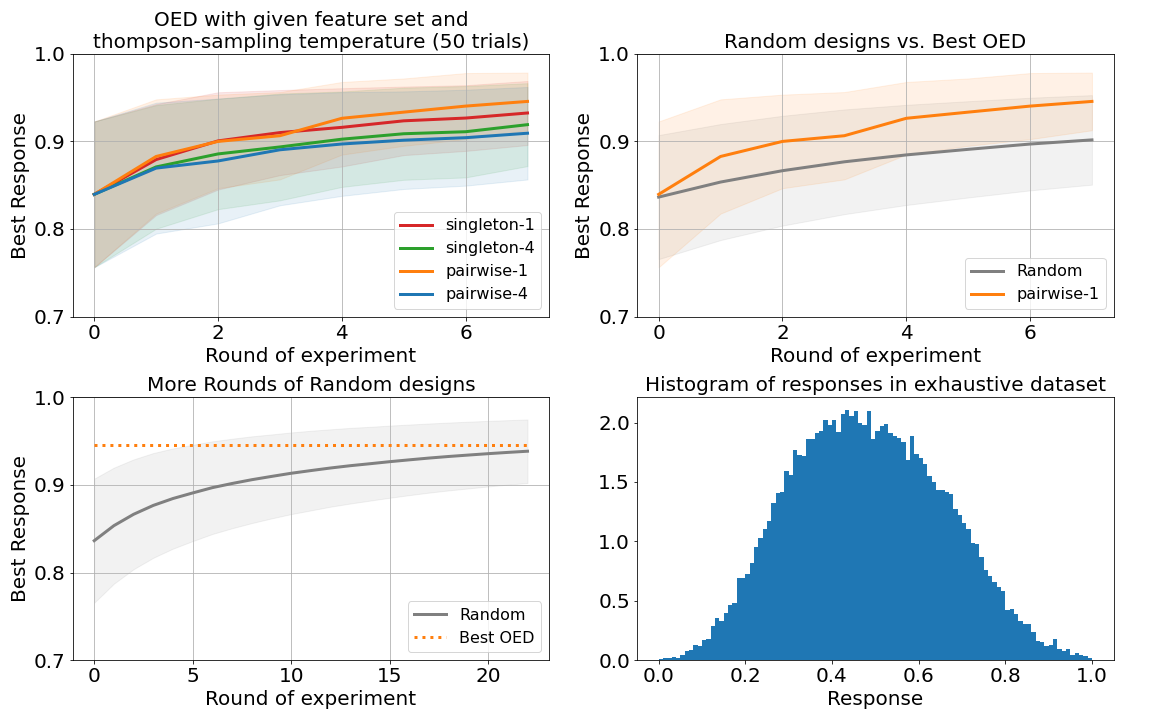 OED with given feature set and
thompson-sampling temperature (50 trials)
1.0
0.9
0.8
0.7
Best Response
0 2 4 6
Round of experiment
singleton-1
singleton-4
pairwise-1
pairwise-4
Random designs vs. Best OED
1.0
0.9
0.8
0.7
Best Response
0 2 4 6
Round of experiment
Random
pairwise-1
More Rounds of Random designs
1.0
0.9
0.8
0.7
Best Response
0 5 10 15 20
Round of experiment
Random
Best OED
Histogram of responses in exhaustive dataset
2.0
1.5
1.0
0.5
0.0
0.0 0.2 0.4 0.6 0.8 1.0
Response